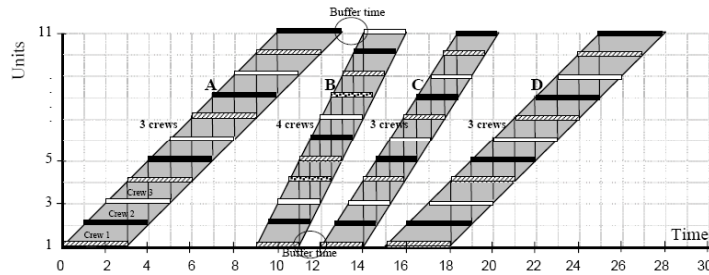 Buffer time
Units
11
A
B
C
D
3 crews
4 crews
3 crews
3 crews
5
Crew 3
3
Crew 2
Crew 1
Time
1
Buffer time
0 2 4 6 8 10 12 14 16 18 20 22 24 26 28 30